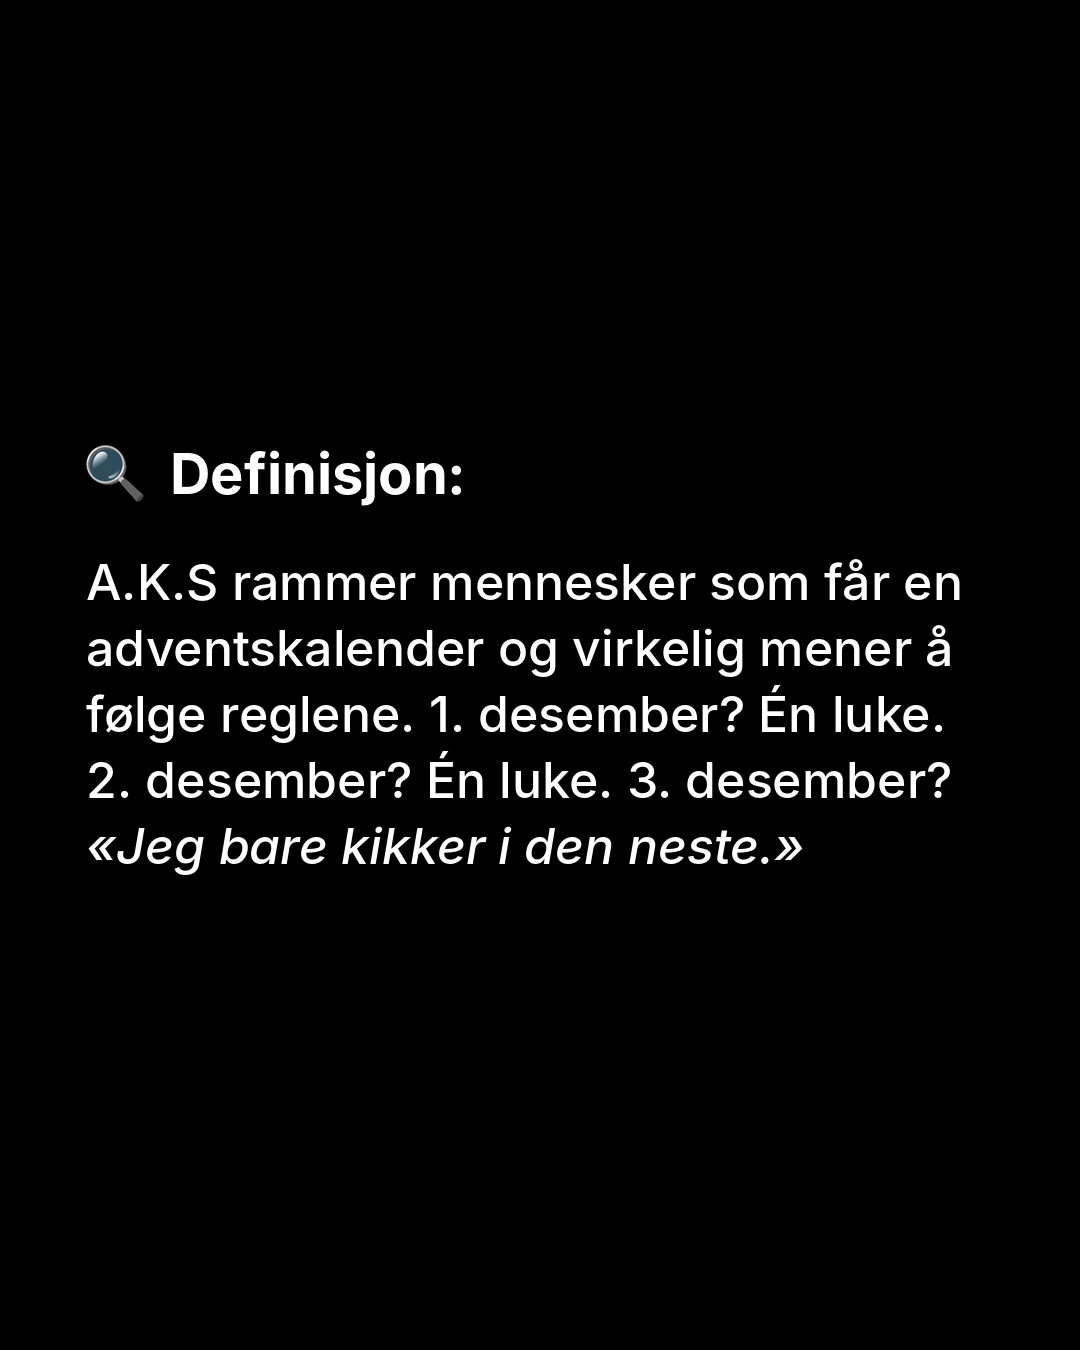 🔍 Definisjon:
A.K.S rammer mennesker som får en
adventskalender og virkelig mener å
følge reglene. 1. desember? Én luke.
2. desember? Én luke. 3. desember?
«Jeg bare kikker i den neste.»